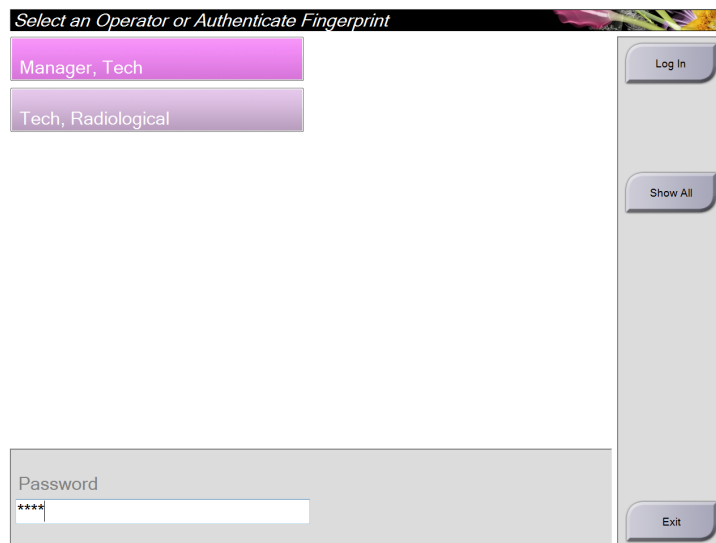 Select an Operator or Authenticate Fingerprint
Manager, Tech
Tech, Radiological
Log In
Show All
Password
****
Exit